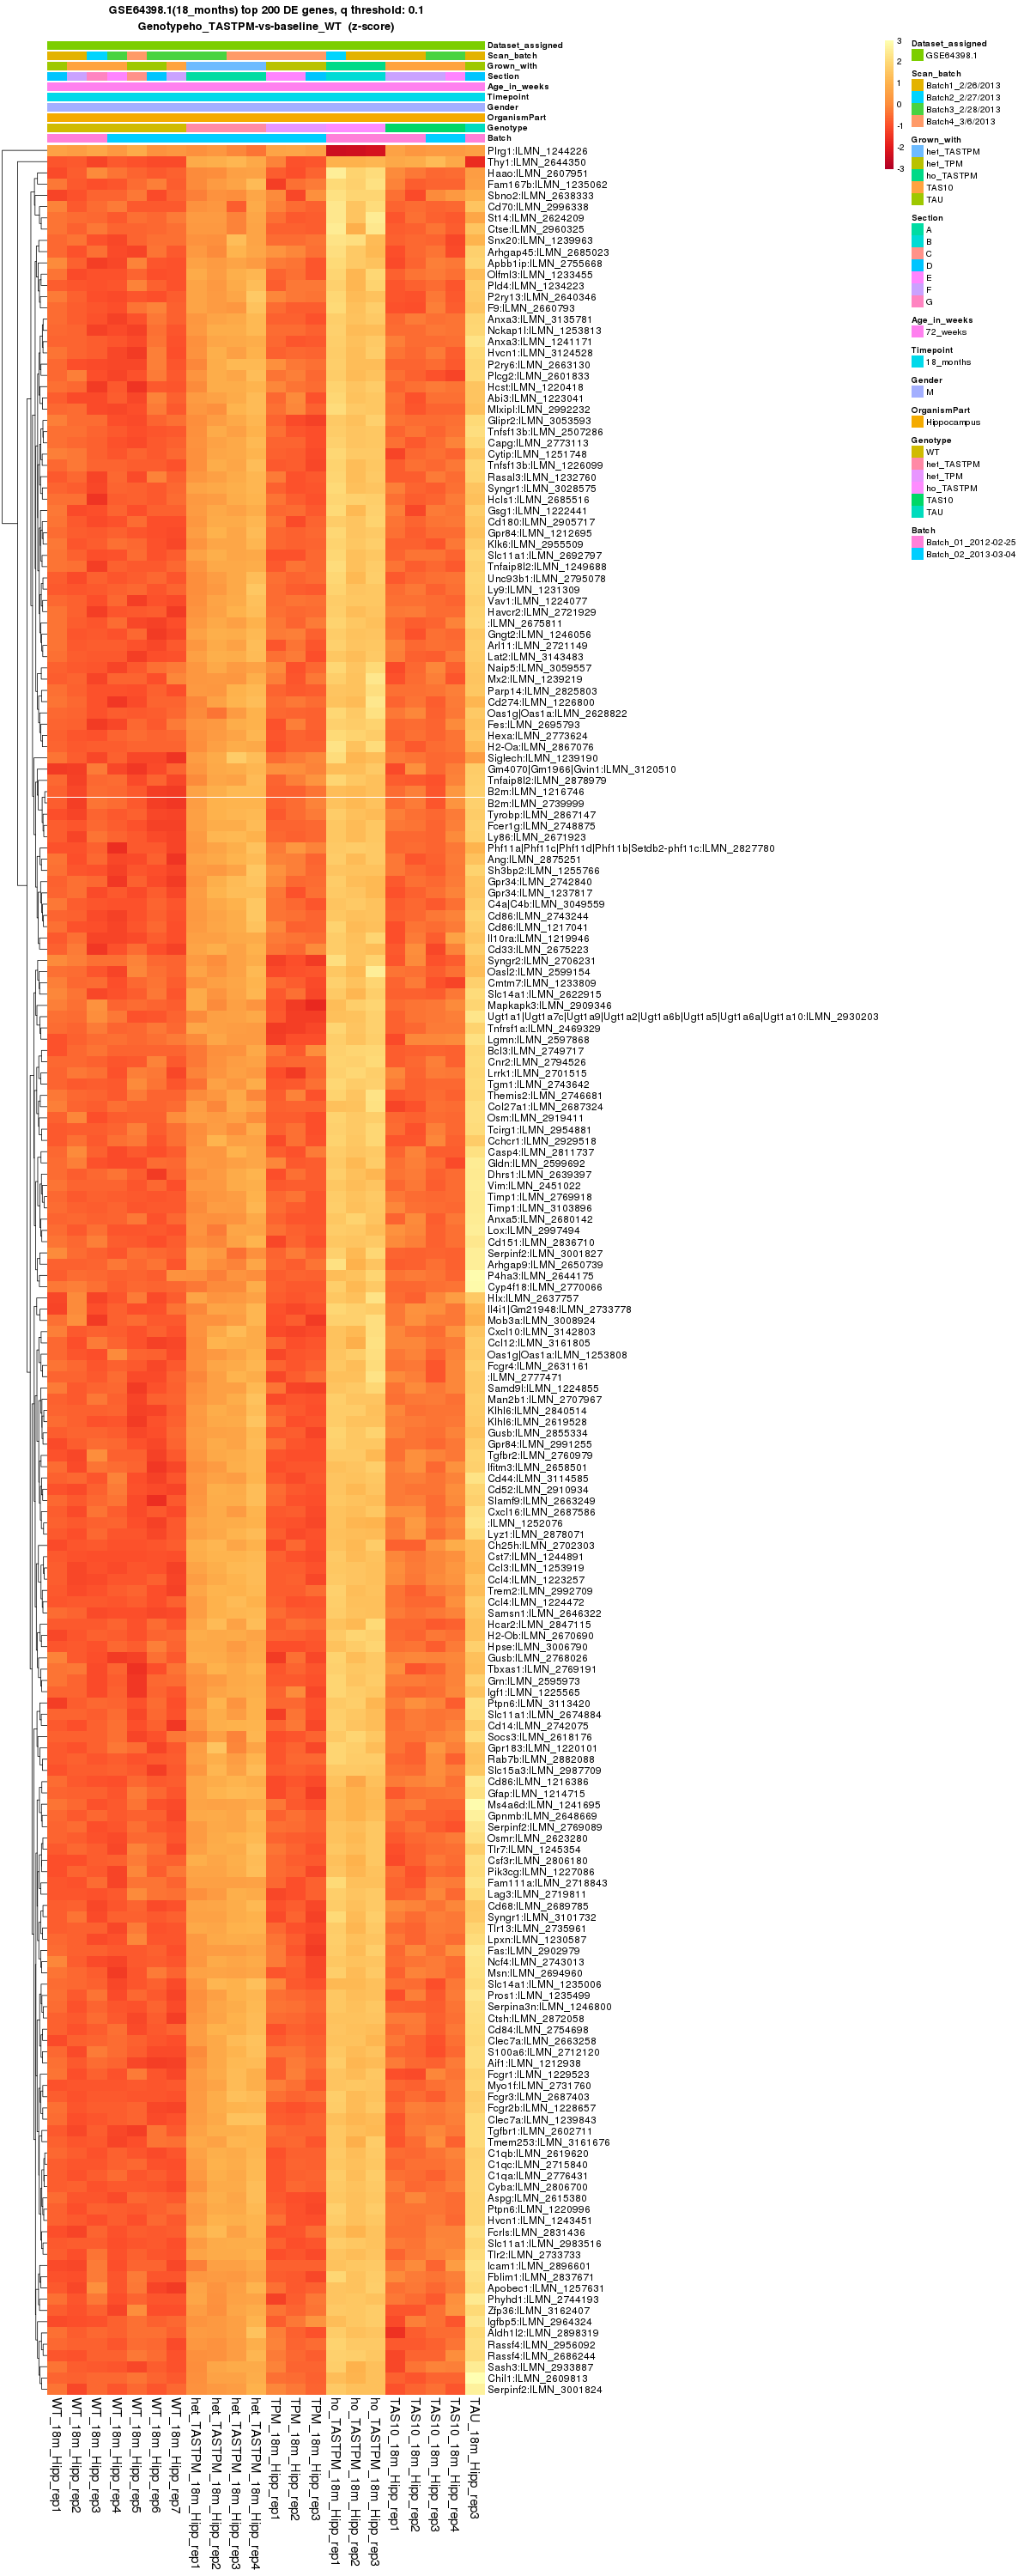 GSE64398.1(18_months) top 200 DE genes, q threshold: 0.1
Genotypeho_TASTPM-vs-baseline_WT (z-score)
Dataset_assigned
Scan_batch
Grown_with
Section
Age_in_weeks
Timepoint
Gender
OrganismPart
Genotype
Batch
Plrg1:ILMN_1244226
Thy1:ILMN_2644350
Haao:ILMN_2607951
Fam167b:ILMN_1235062
Sbno2:ILMN_2638333
Cd70:ILMN_2996338
St14:ILMN_2624209
Ctse:ILMN_2960325
Snx20:ILMN_1239963
Arhgap45:ILMN_2685023
Apbb1ip:ILMN_2755668
Olfml3:ILMN_1233455
Pld4:ILMN_1234223
P2ry13:ILMN_2640346
F9:ILMN_2660793
Anxa3:ILMN_3135781
Nckap1l:ILMN_1253813
Anxa3:ILMN_1241171
Hvcn1:ILMN_3124528
P2ry6:ILMN_2663130
Plcg2:ILMN_2601833
Hcst:ILMN_1220418
Abi3:ILMN_1223041
Mlxipl:ILMN_2992232
Glipr2:ILMN_3053593
Tnfsf13b:ILMN_2507286
Capg:ILMN_2773113
Cytip:ILMN_1251748
Tnfsf13b:ILMN_1226099
Rasal3:ILMN_1232760
Syngr1:ILMN_3028575
Hcls1:ILMN_2685516
Gsg1:ILMN_1222441
Cd180:ILMN_2905717
Gpr84:ILMN_1212695
Klk6:ILMN_2955509
Slc11a1:ILMN_2692797
Tnfaip8l2:ILMN_1249688
Unc93b1:ILMN_2795078
Ly9:ILMN_1231309
Vav1:ILMN_1224077
Havcr2:ILMN_2721929
:ILMN_2675811
Gngt2:ILMN_1246056
Arl11:ILMN_2721149
Lat2:ILMN_3143483
Naip5:ILMN_3059557
Mx2:ILMN_1239219
Parp14:ILMN_2825803
Cd274:ILMN_1226800
Oas1g|Oas1a:ILMN_2628822
Fes:ILMN_2695793
Hexa:ILMN_2773624
H2-Oa:ILMN_2867076
Siglech:ILMN_1239190
Gm4070|Gm1966|Gvin1:ILMN_3120510
Tnfaip8l2:ILMN_2878979
B2m:ILMN_1216746
B2m:ILMN_2739999
Tyrobp:ILMN_2867147
Fcer1g:ILMN_2748875
Ly86:ILMN_2671923
Phf11a|Phf11c|Phf11d|Phf11b|Setdb2-phf11c:ILMN_2827780
Ang:ILMN_2875251
Sh3bp2:ILMN_1255766
Gpr34:ILMN_2742840
Gpr34:ILMN_1237817
C4a|C4b:ILMN_3049559
Cd86:ILMN_2743244
Cd86:ILMN_1217041
Il10ra:ILMN_1219946
Cd33:ILMN_2675223
Syngr2:ILMN_2706231
Oasl2:ILMN_2599154
Cmtm7:ILMN_1233809
Slc14a1:ILMN_2622915
Mapkapk3:ILMN_2909346
Ugt1a1|Ugt1a7c|Ugt1a9|Ugt1a2|Ugt1a6b|Ugt1a5|Ugt1a6a|Ugt1a10:ILMN_2930203
Tnfrsf1a:ILMN_2469329
Lgmn:ILMN_2597868
Bcl3:ILMN_2749717
Cnr2:ILMN_2794526
Lrrk1:ILMN_2701515
Tgm1:ILMN_2743642
Themis2:ILMN_2746681
Col27a1:ILMN_2687324
Osm:ILMN_2919411
Tcirg1:ILMN_2954881
Cchcr1:ILMN_2929518
Casp4:ILMN_2811737
Gldn:ILMN_2599692
Dhrs1:ILMN_2639397
Vim:ILMN_2451022
Timp1:ILMN_2769918
Timp1:ILMN_3103896
Anxa5:ILMN_2680142
Lox:ILMN_2997494
Cd151:ILMN_2836710
Serpinf2:ILMN_3001827
Arhgap9:ILMN_2650739
P4ha3:ILMN_2644175
Cyp4f18:ILMN_2770066
Hlx:ILMN_2637757
Il4i1|Gm21948:ILMN_2733778
Mob3a:ILMN_3008924
Cxcl10:ILMN_3142803
Ccl12:ILMN_3161805
Oas1g|Oas1a:ILMN_1253808
Fcgr4:ILMN_2631161
:ILMN_2777471
Samd9l:ILMN_1224855
Man2b1:ILMN_2707967
Klhl6:ILMN_2840514
Klhl6:ILMN_2619528
Gusb:ILMN_2855334
Gpr84:ILMN_2991255
Tgfbr2:ILMN_2760979
Ifitm3:ILMN_2658501
Cd44:ILMN_3114585
Cd52:ILMN_2910934
Slamf9:ILMN_2663249
Cxcl16:ILMN_2687586
:ILMN_1252076
Lyz1:ILMN_2878071
Ch25h:ILMN_2702303
Cst7:ILMN_1244891
Ccl3:ILMN_1253919
Ccl4:ILMN_1223257
Trem2:ILMN_2992709
Ccl4:ILMN_1224472
Samsn1:ILMN_2646322
Hcar2:ILMN_2847115
H2-Ob:ILMN_2670690
Hpse:ILMN_3006790
Gusb:ILMN_2768026
Tbxas1:ILMN_2769191
Grn:ILMN_2595973
Igf1:ILMN_1225565
Ptpn6:ILMN_3113420
Slc11a1:ILMN_2674884
Cd14:ILMN_2742075
Socs3:ILMN_2618176
Gpr183:ILMN_1220101
Rab7b:ILMN_2882088
Slc15a3:ILMN_2987709
Cd86:ILMN_1216386
Gfap:ILMN_1214715
Ms4a6d:ILMN_1241695
Gpnmb:ILMN_2648669
Serpinf2:ILMN_2769089
Osmr:ILMN_2623280
Tlr7:ILMN_1245354
Csf3r:ILMN_2806180
Pik3cg:ILMN_1227086
Fam111a:ILMN_2718843
Lag3:ILMN_2719811
Cd68:ILMN_2689785
Syngr1:ILMN_3101732
Tlr13:ILMN_2735961
Lpxn:ILMN_1230587
Fas:ILMN_2902979
Ncf4:ILMN_2743013
Msn:ILMN_2694960
Slc14a1:ILMN_1235006
Pros1:ILMN_1235499
Serpina3n:ILMN_1246800
Ctsh:ILMN_2872058
Cd84:ILMN_2754698
Clec7a:ILMN_2663258
S100a6:ILMN_2712120
Aif1:ILMN_1212938
Fcgr1:ILMN_1229523
Myo1f:ILMN_2731760
Fcgr3:ILMN_2687403
Fcgr2b:ILMN_1228657
Clec7a:ILMN_1239843
Tgfbr1:ILMN_2602711
Tmem253:ILMN_3161676
C1qb:ILMN_2619620
C1qc:ILMN_2715840
C1qa:ILMN_2776431
Cyba:ILMN_2806700
Aspg:ILMN_2615380
Ptpn6:ILMN_1220996
Hvcn1:ILMN_1243451
Fcrls:ILMN_2831436
Slc11a1:ILMN_2983516
Tlr2:ILMN_2733733
Icam1:ILMN_2896601
Fblim1:ILMN_2837671
Apobec1:ILMN_1257631
Phyhd1:ILMN_2744193
Zfp36:ILMN_3162407
Igfbp5:ILMN_2964324
Aldh1l2:ILMN_2898319
Rassf4:ILMN_2956092
Rassf4:ILMN_2686244
Sash3:ILMN_2933887
Chil1:ILMN_2609813
Serpinf2:ILMN_3001824
WT_18m_Hipp_rep1
WT_18m_Hipp_rep2
WT_18m_Hipp_rep3
WT_18m_Hipp_rep4
WT_18m_Hipp_rep5
WT_18m_Hipp_rep6
WT_18m_Hipp_rep7
het_TASTPM_18m_Hipp_rep1
het_TASTPM_18m_Hipp_rep2
het_TASTPM_18m_Hipp_rep3
het_TASTPM_18m_Hipp_rep4
TPM_18m_Hipp_rep1
TPM_18m_Hipp_rep2
TPM_18m_Hipp_rep3
ho_TASTPM_18m_Hipp_rep1
ho_TASTPM_18m_Hipp_rep2
ho_TASTPM_18m_Hipp_rep3
TAS10_18m_Hipp_rep1
TAS10_18m_Hipp_rep2
TAS10_18m_Hipp_rep3
TAS10_18m_Hipp_rep4
TAU_18m_Hipp_rep3
3
2
1
0
-1
-2
-3
Dataset_assigned
GSE64398.1
Scan_batch
Batch1_2/26/2013
Batch2_2/27/2013
Batch3_2/28/2013
Batch4_3/6/2013
Grown_with
het_TASTPM
het_TPM
ho_TASTPM
TAS10
TAU
Section
A
B
C
D
E
F
G
Age_in_weeks
72_weeks
Timepoint
18_months
Gender
M
OrganismPart
Hippocampus
Genotype
WT
het_TASTPM
het_TPM
ho_TASTPM
TAS10
TAU
Batch
Batch_01_2012-02-25
Batch_02_2013-03-04